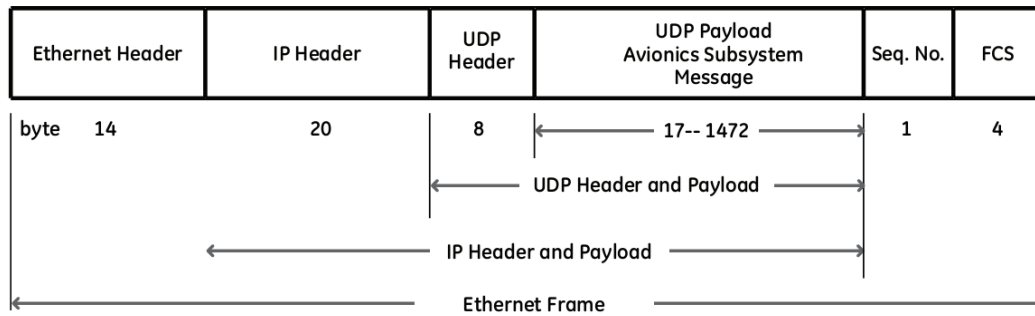 Ethernet Header IP Header UDP Header UDP Payload Avionics Subsystem Message Seq. No. FCS
byte 14 20 8 17-- 1472 1 4
UDP Header and Payload
IP Header and Payload
Ethernet Frame